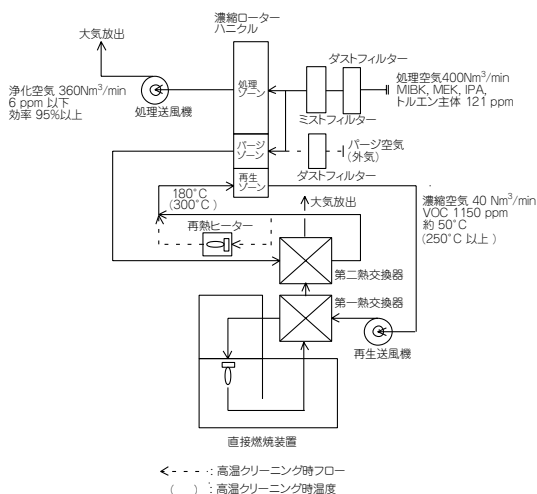 濃縮ローター
ハニクル
大気放出
処理
ゾーン
ダストフィルター
処理空気400Nm³/min
MIBK, MEK, IPA,
トルエン主体 121 ppm
ミストフィルター
浄化空気 360Nm³/min
6 ppm 以下
効率 95%以上
処理送風機
パージ
ゾーン
パージ空気
(外気)
ダストフィルター
再生
ゾーン
180°C
(300°C)
大気放出
濃縮空気 40 Nm³/min
VOC 1150 ppm
約 50°C
(250°C 以上 )
再熱ヒーター
第二熱交換器
第一熱交換器
再生送風機
直接燃焼装置
: 高温クリーニング時フロー
(　) : 高温クリーニング時温度